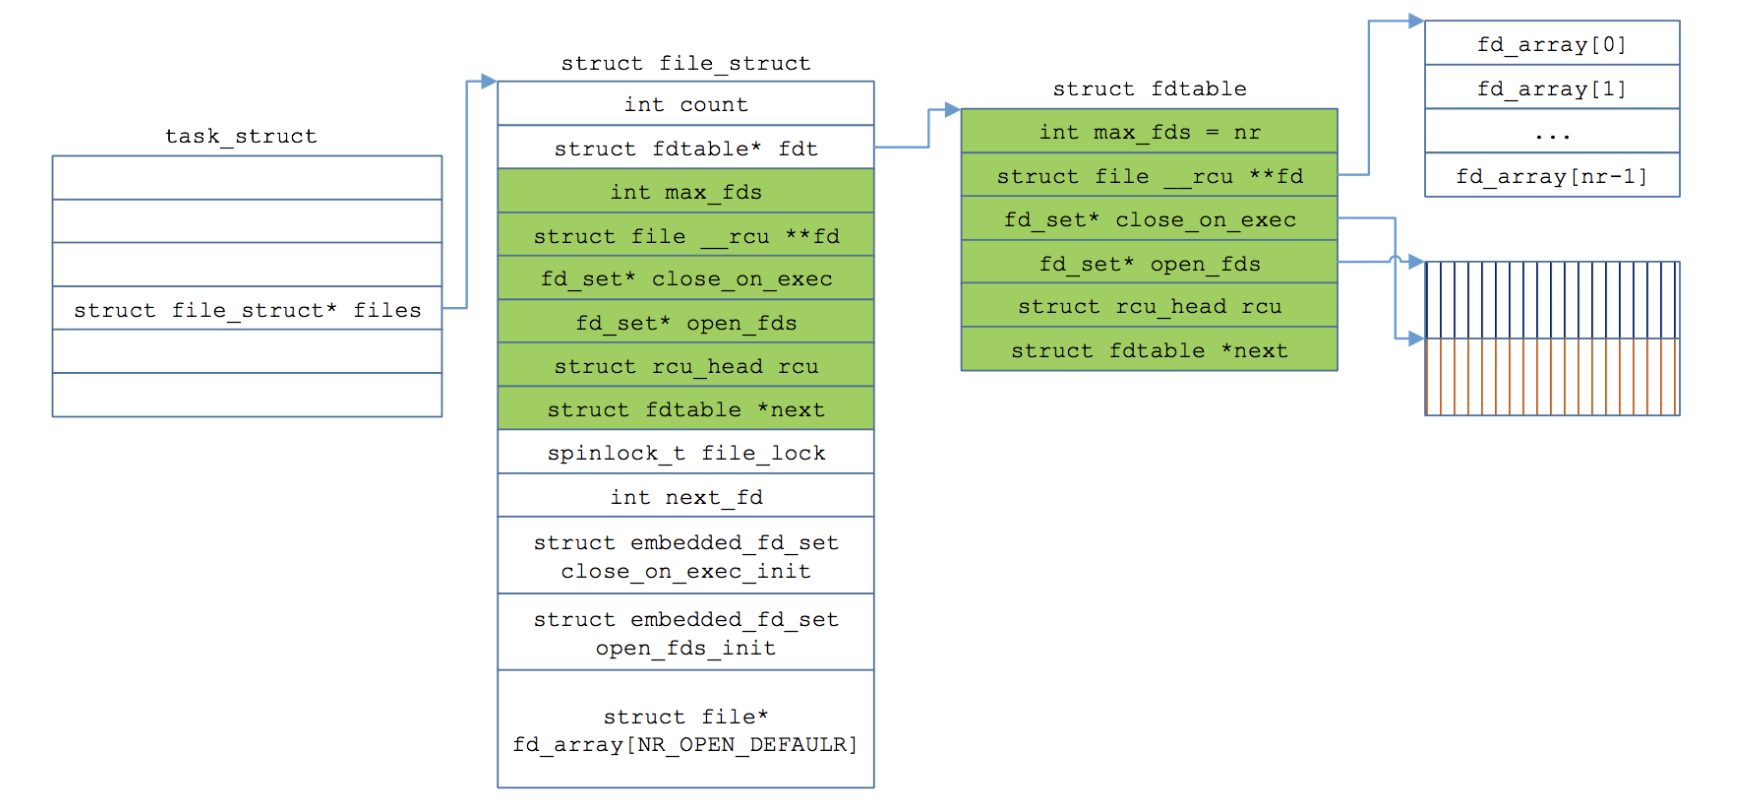 task_struct
struct file_struct* files
struct file_struct
int count
struct fdtable* fdt
int max_fds
struct file __rcu **fd
fd_set* close_on_exec
fd_set* open_fds
struct rcu_head rcu
struct fdtable *next
spinlock_t file_lock
int next_fd
struct embedded_fd_set
close_on_exec_init
struct embedded_fd_set
open_fds_init
struct file*
fd_array[NR_OPEN_DEFAULR]
struct fdtable
int max_fds = nr
struct file __rcu **fd
fd_set* close_on_exec
fd_set* open_fds
struct rcu_head rcu
struct fdtable *next
fd_array[0]
fd_array[1]
...
fd_array[nr-1]